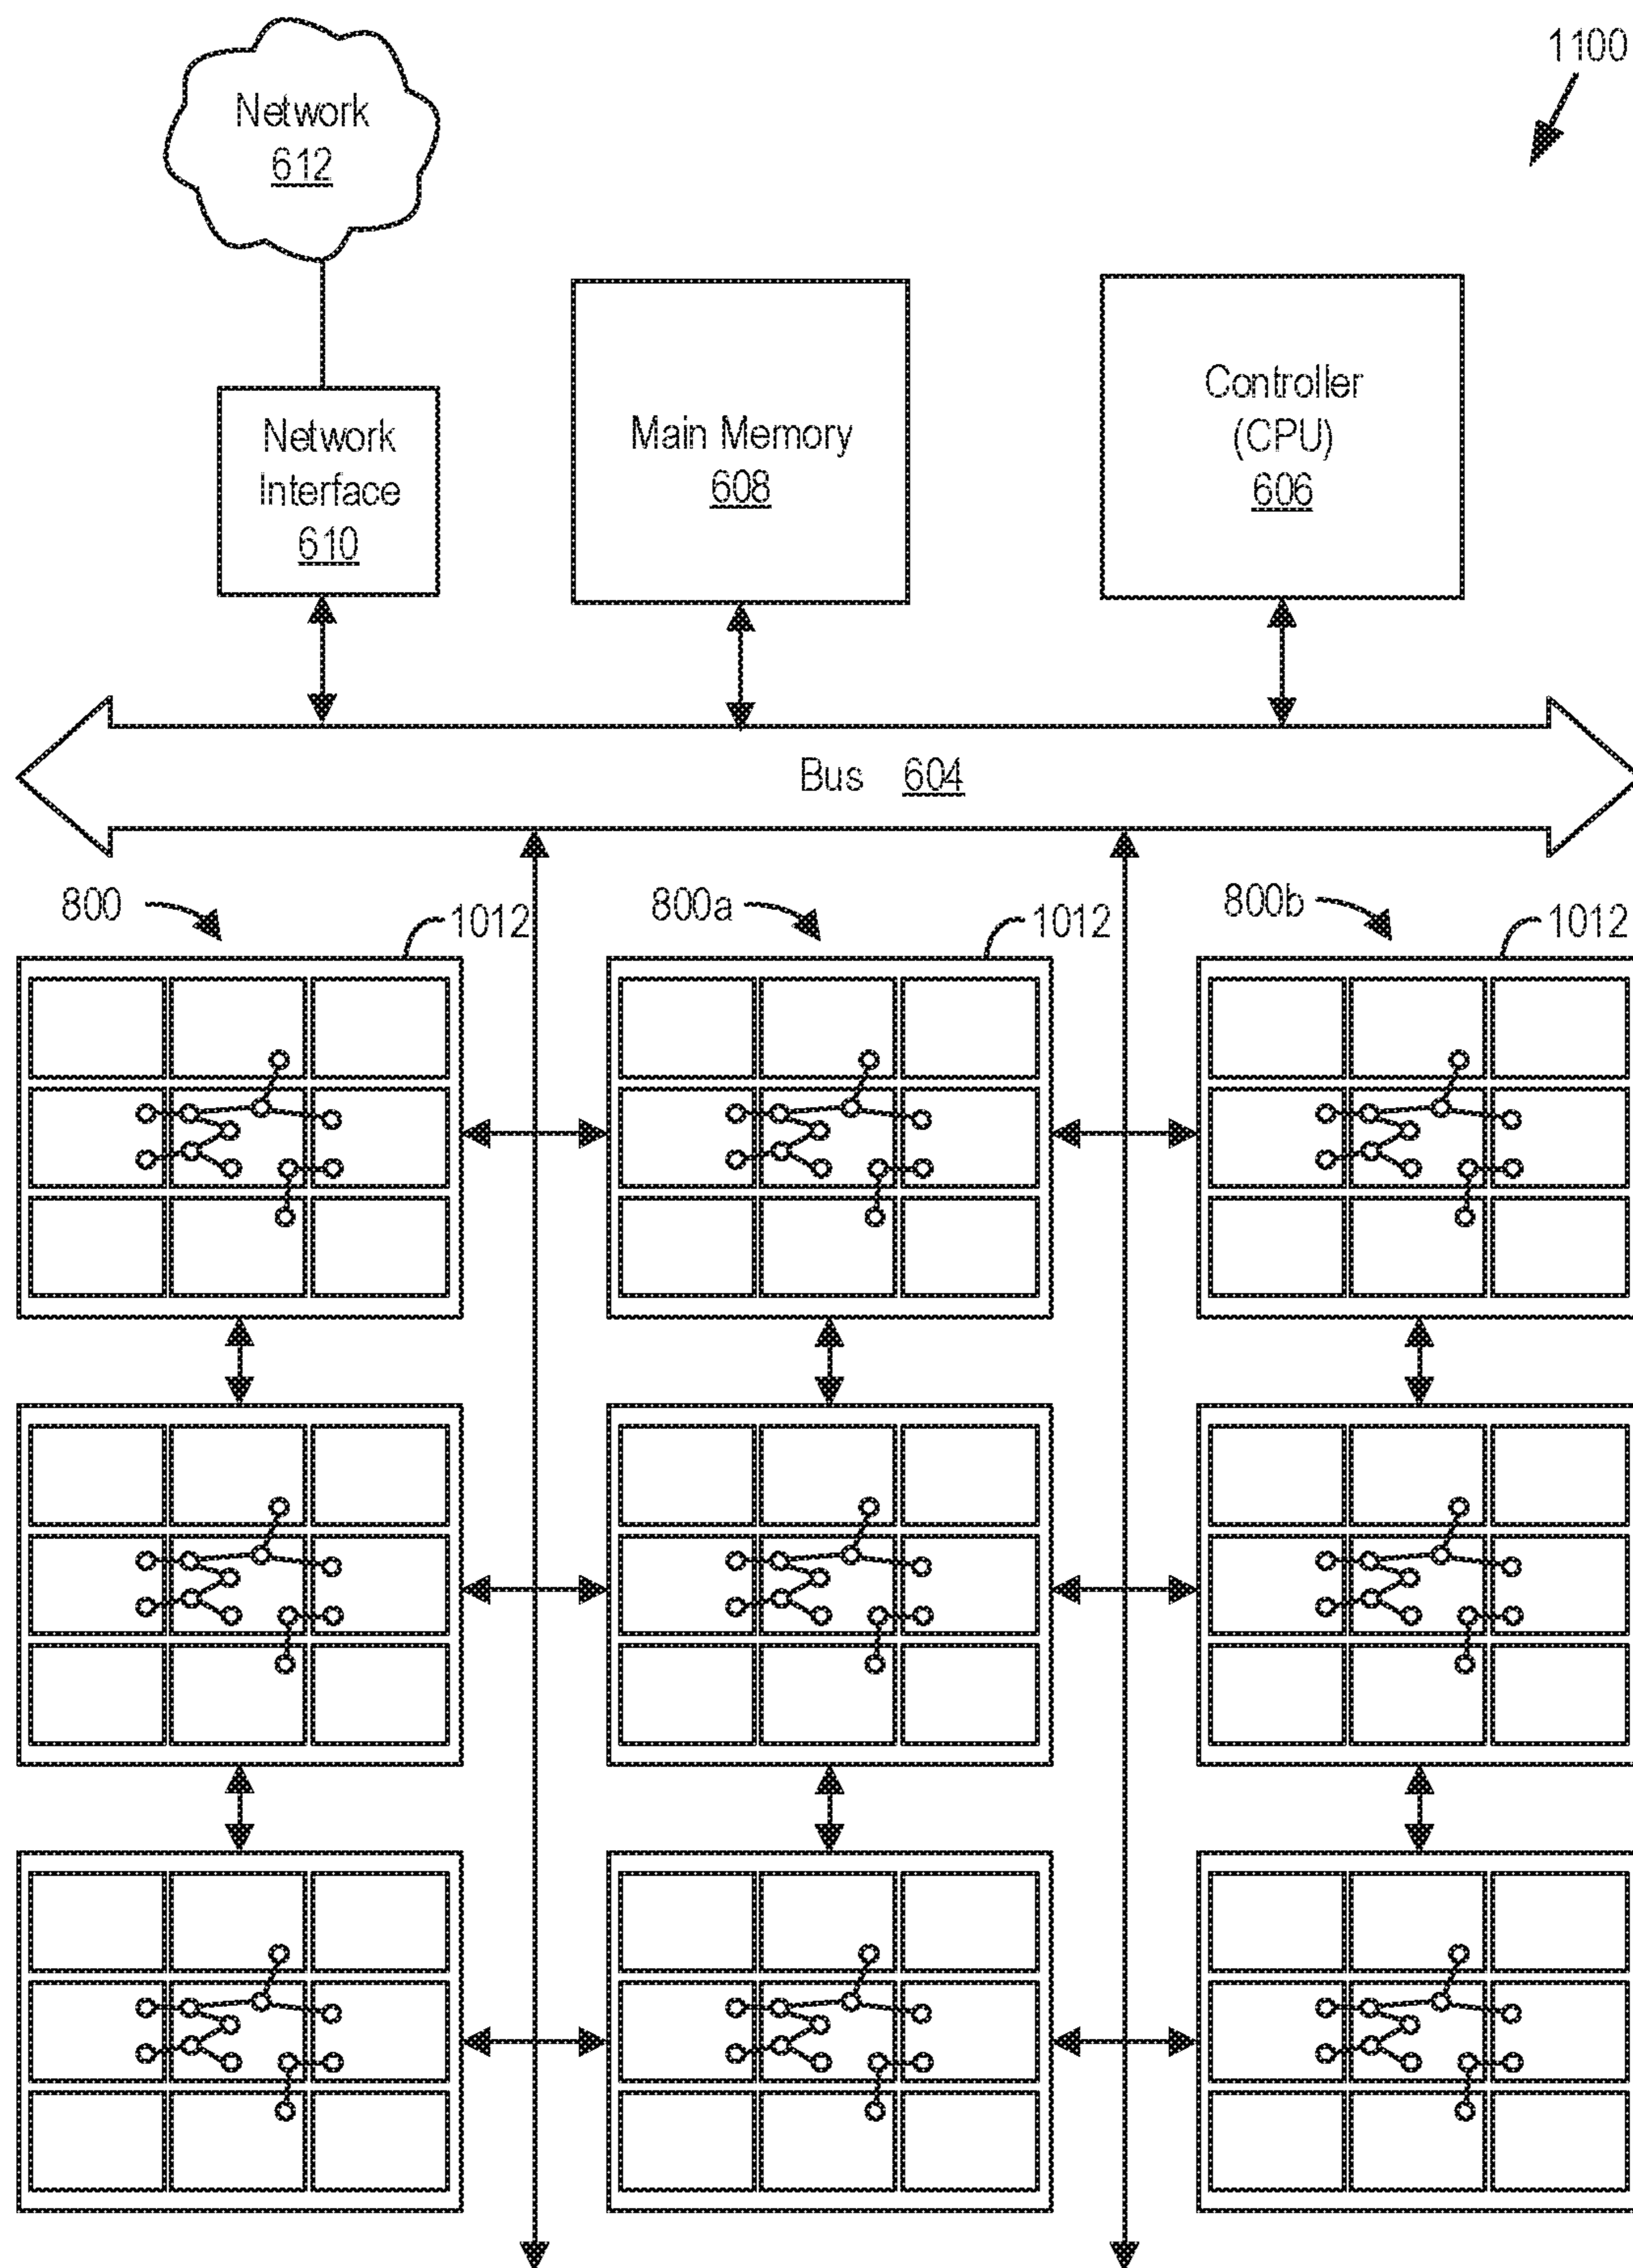 1100
Network
612
Network
Interface
610
Main Memory
608
Controller
(CPU)
606
Bus 604
800
1012
800a
1012
800b
1012